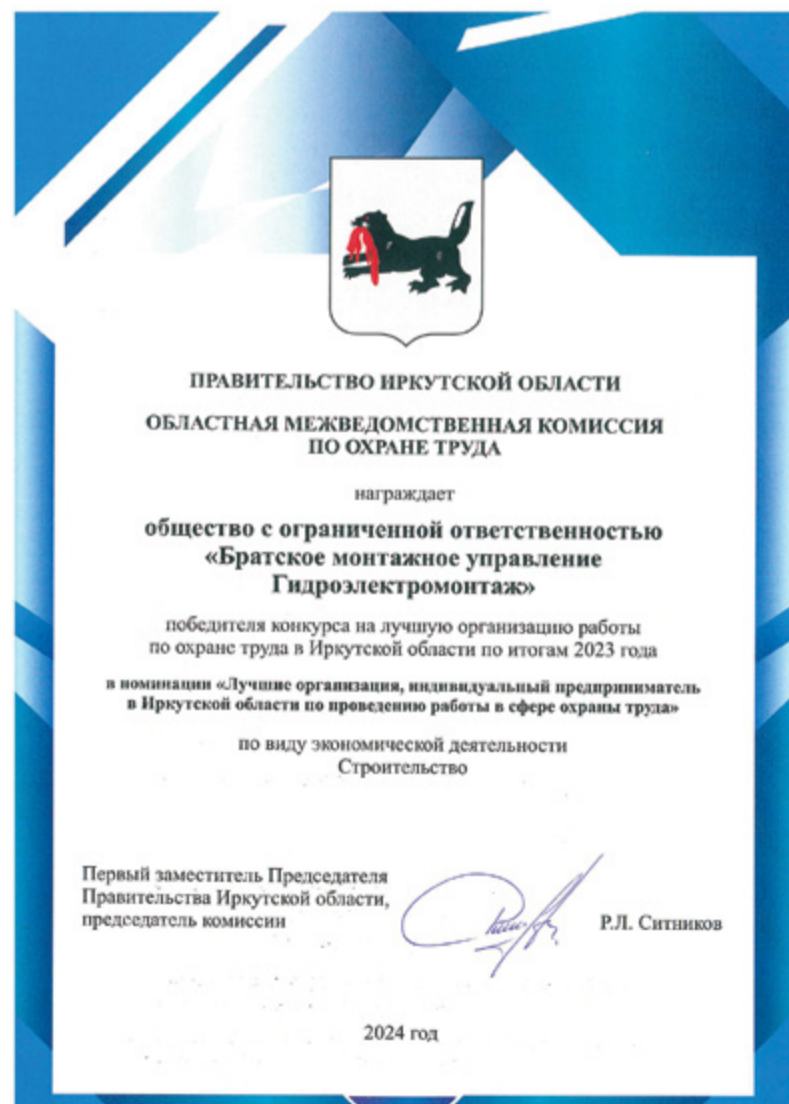 ПРАВИТЕЛЬСТВО ИРКУТСКОЙ ОБЛАСТИ
ОБЛАСТНАЯ МЕЖВЕДОМСТВЕННАЯ КОМИССИЯ
ПО ОХРАНЕ ТРУДА
награждает
общество с ограниченной ответственностью
«Братское монтажное управление
Гидроэлектромонтаж»
победителя конкурса на лучшую организацию работы
по охране труда в Иркутской области по итогам 2023 года
в номинации «Лучшие организация, индивидуальный предприниматель
в Иркутской области по проведению работы в сфере охраны труда»
по виду экономической деятельности
Строительство
Первый заместитель Председателя
Правительства Иркутской области,
председатель комиссии
Р.Л. Ситников
2024 год